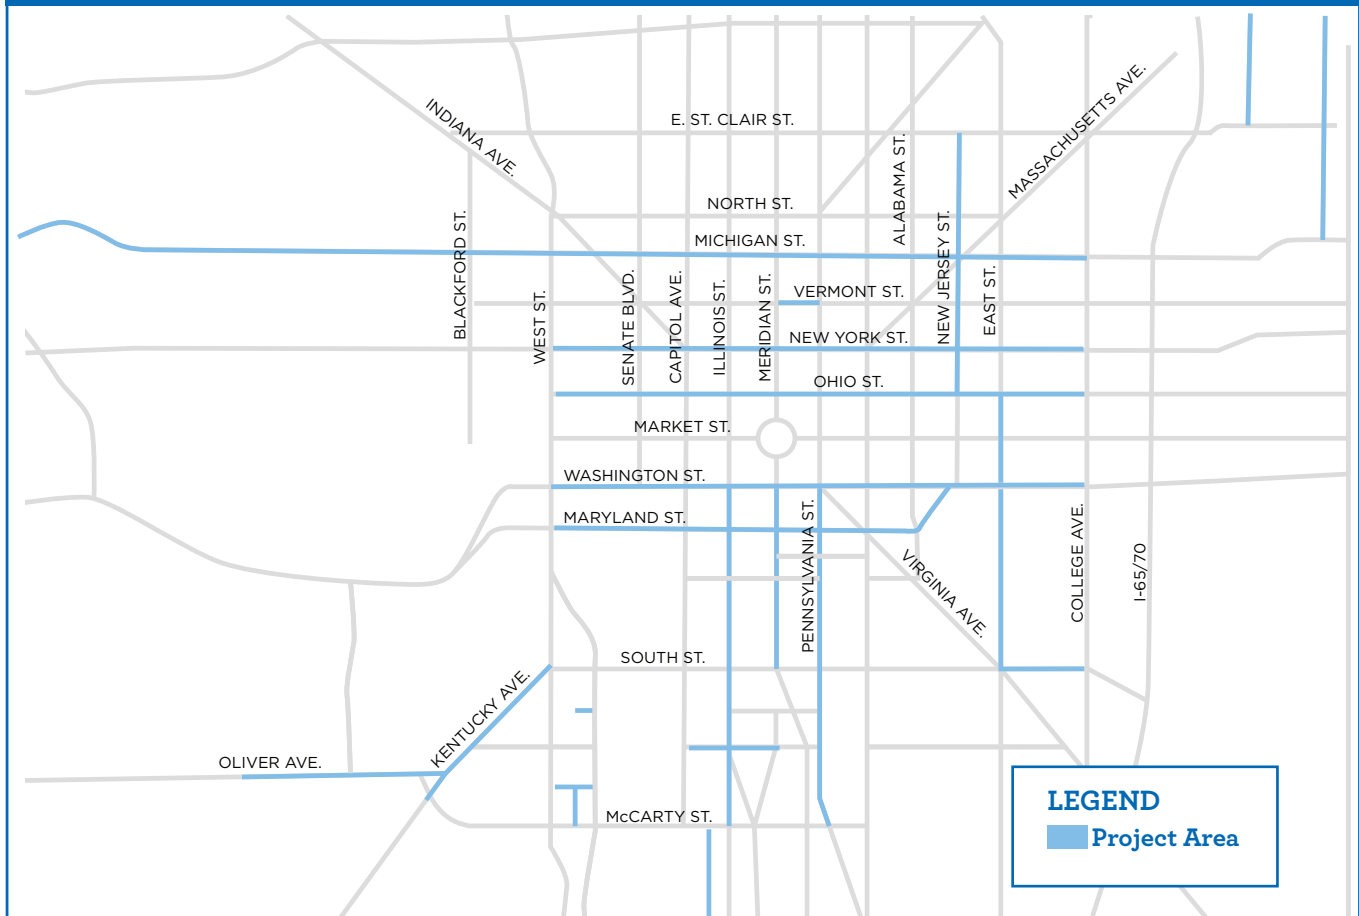 E. ST. CLAIR ST.
INDIANA AVE.
MASSACHUSETTS AVE.
ALABAMA ST.
NORTH ST.
BLACKFORD ST.
MICHIGAN ST.
NEW JERSEY ST.
EAST ST.
VERMONT ST.
WEST ST.
SENATE BLVD.
CAPITOL AVE.
ILLINOIS ST.
MERIDIAN ST.
NEW YORK ST.
OHIO ST.
MARKET ST.
WASHINGTON ST.
MARYLAND ST.
PENNSYLVANIA ST.
VIRGINIA AVE.
COLLEGE AVE.
I-65/70
SOUTH ST.
KENTUCKY AVE.
OLIVER AVE.
McCARTY ST.
LEGEND
Project Area